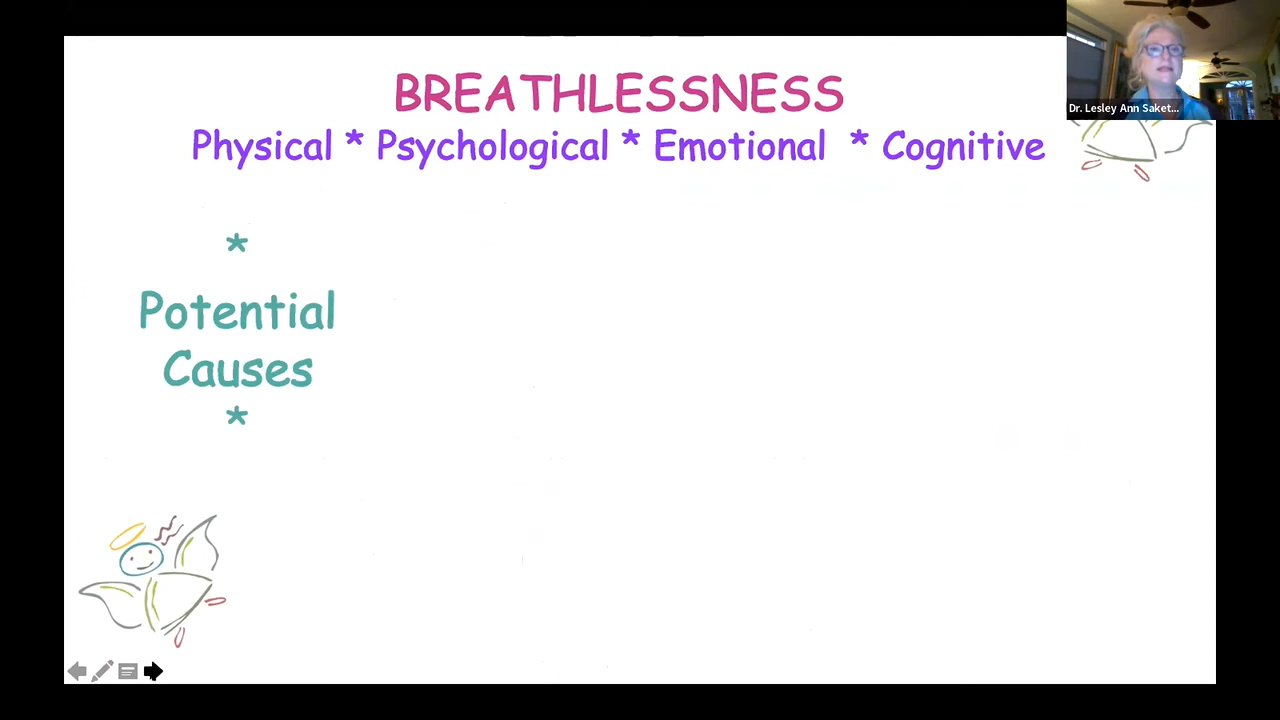 BREATHLESSNESS
Physical * Psychological * Emotional * Cognitive
*
Potential
Causes
*
Dr. Lesley Ann Saket...